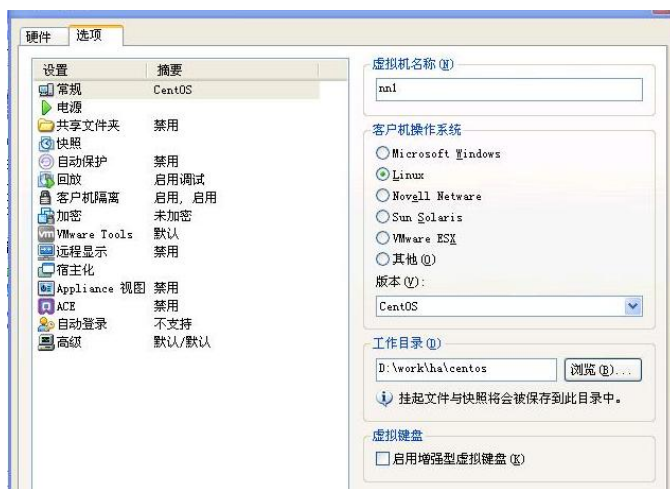 硬件 选项
设置 摘要
常规 CentOS
电源
共享文件夹 禁用
快照
自动保护 禁用
回放 启用调试
客户机隔离 启用, 启用
加密 未加密
VMware Tools 默认
远程显示 禁用
宿主化
Appliance 视图 禁用
ACE 禁用
自动登录 不支持
高级 默认/默认
虚拟机名称(N)
nn1
客户机操作系统
Microsoft Windows
Linux
Novell Netware
Sun Solaris
VMware ESX
其他(O)
版本(V):
CentOS
工作目录(D)
D:\work\ha\centos 浏览(B)...
挂起文件与快照将会被保存到此目录中。
虚拟键盘
启用增强型虚拟键盘(K)